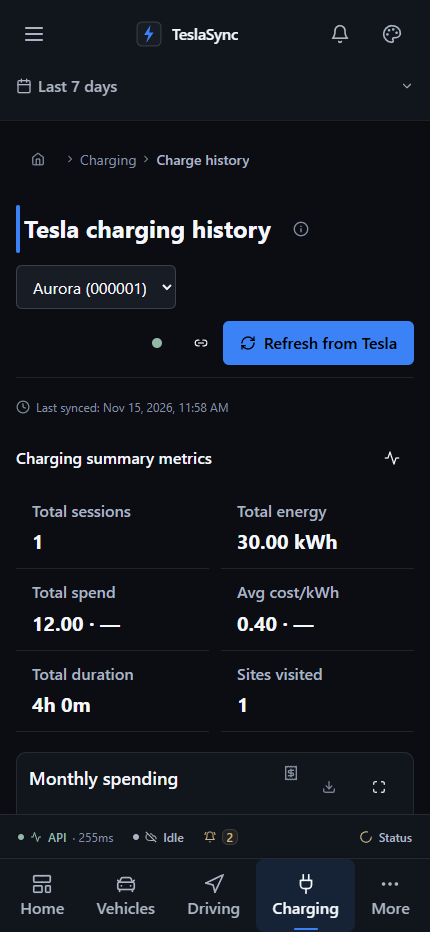 TeslaSync
Last 7 days
Charging
Charge history
Tesla charging history
Aurora (000001)
Refresh from Tesla
Last synced: Nov 15, 2026, 11:58 AM
Charging summary metrics
Total sessions
1
Total energy
30.00 kWh
Total spend
12.00 · —
Avg cost/kWh
0.40 · —
Total duration
4h 0m
Sites visited
1
Monthly spending
API · 255ms
Idle
2
Status
Home
Vehicles
Driving
Charging
More